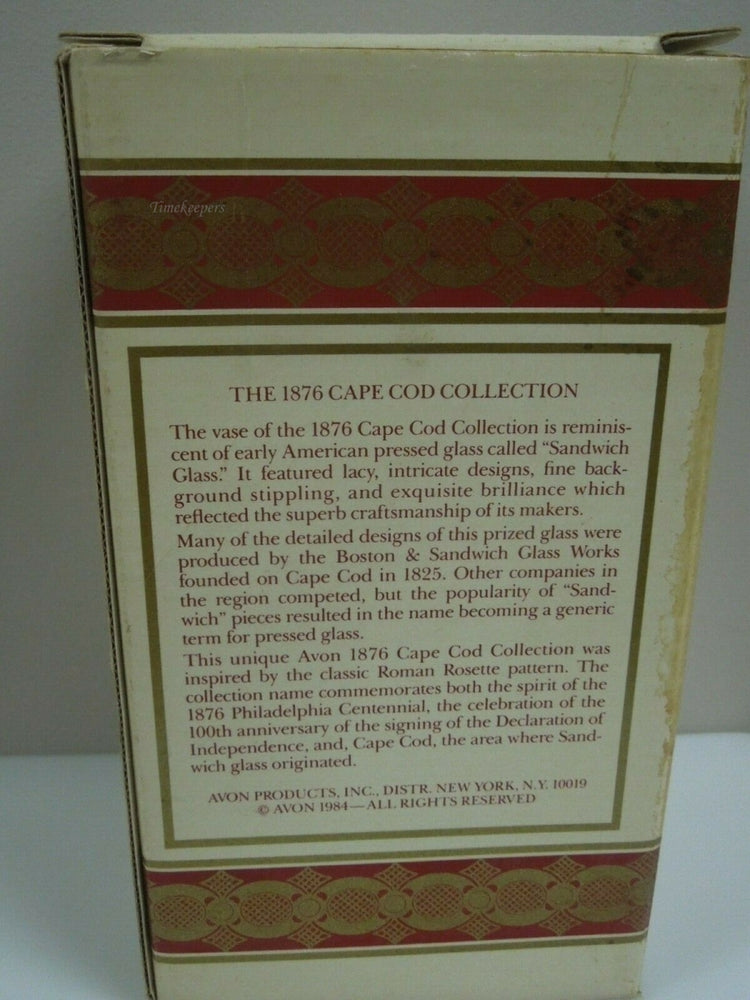 Timekeepers
THE 1876 CAPE COD COLLECTION
The vase of the 1876 Cape Cod Collection is reminis-
cent of early American pressed glass called “Sandwich
Glass.” It featured lacy, intricate designs, fine back-
ground stippling, and exquisite brilliance which
reflected the superb craftsmanship of its makers.
Many of the detailed designs of this prized glass were
produced by the Boston & Sandwich Glass Works
founded on Cape Cod in 1825. Other companies in
the region competed, but the popularity of “Sand-
wich” pieces resulted in the name becoming a generic
term for pressed glass.
This unique Avon 1876 Cape Cod Collection was
inspired by the classic Roman Rosette pattern. The
collection name commemorates both the spirit of the
1876 Philadelphia Centennial, the celebration of the
100th anniversary of the signing of the Declaration of
Independence, and, Cape Cod, the area where Sand-
wich glass originated.
AVON PRODUCTS, INC., DISTR. NEW YORK, N.Y. 10019
© AVON 1984—ALL RIGHTS RESERVED